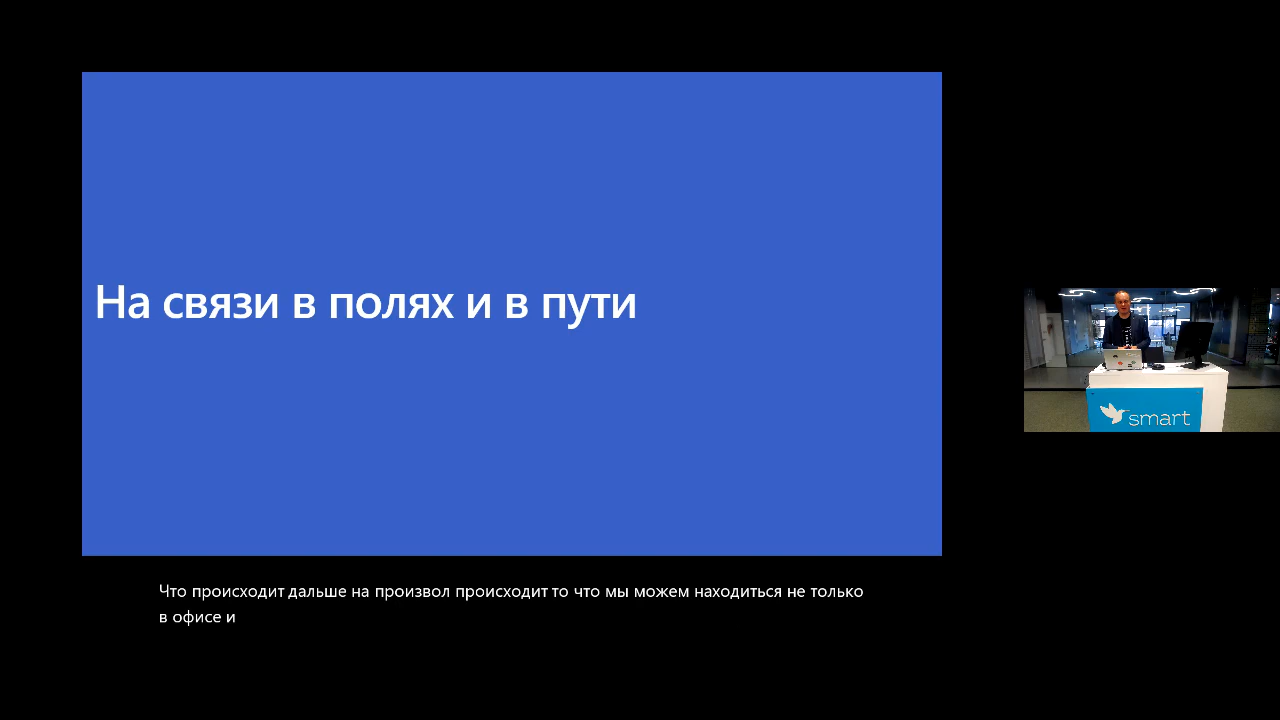 На связи в полях и в пути
smart
Что происходит дальше на произвол происходит то что мы можем находиться не только
в офисе и